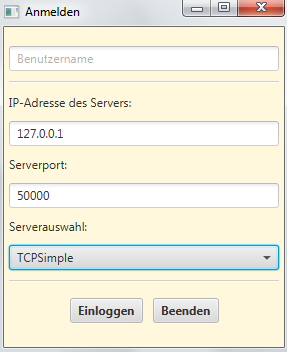 Anmelden
Benutzername
IP-Adresse des Servers:
127.0.0.1
Serverport:
50000
Serverauswahl:
TCPSimple
Einloggen Beenden